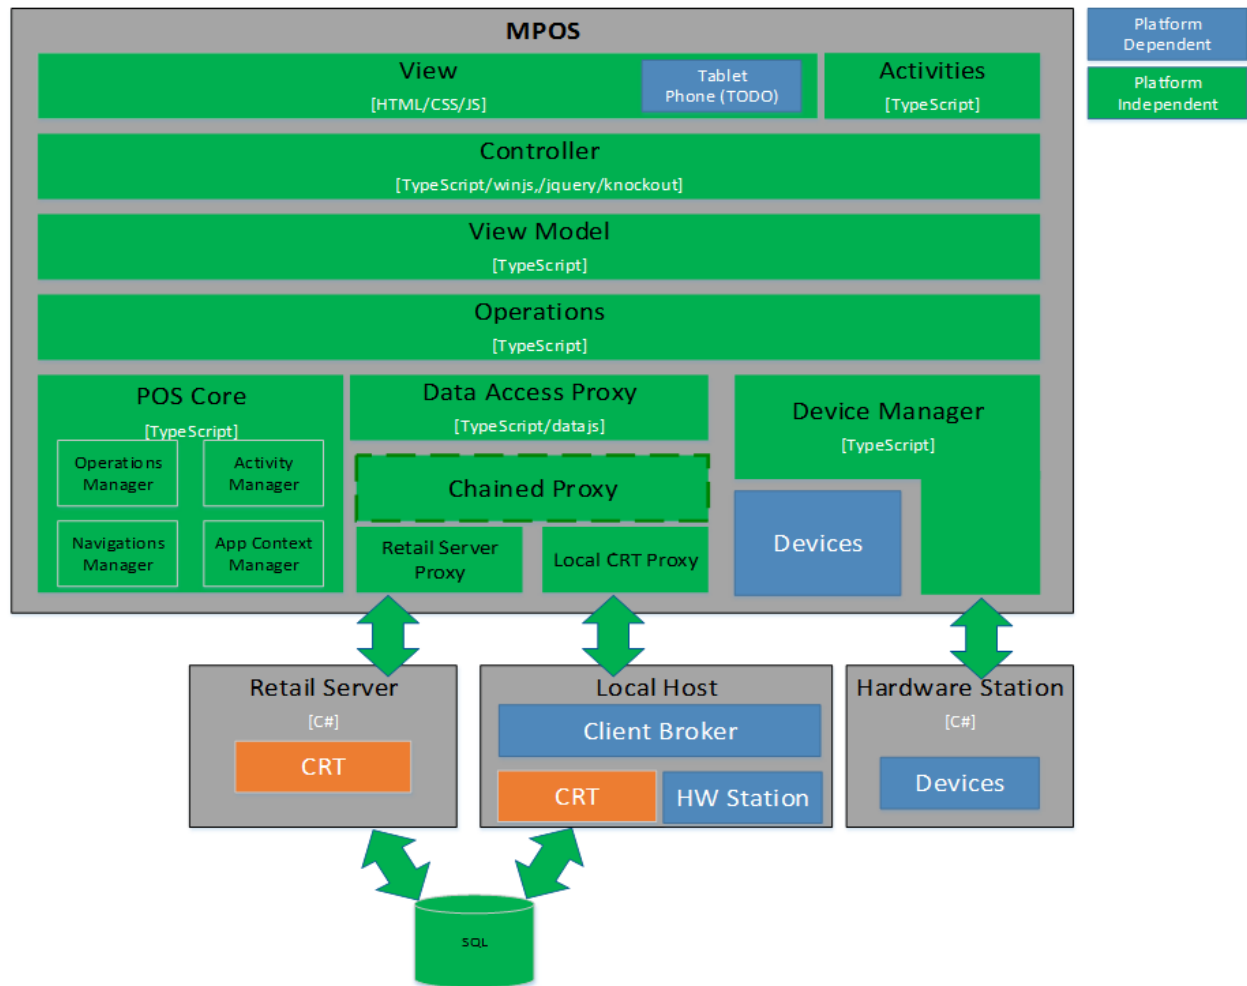 MPOS
Platform
Dependent
View
[HTML/CSS/JS]
Tablet
Phone (TODO)
Activities
[TypeScript]
Platform
Independent
Controller
[TypeScript/winjs,/jquery/knockout]
View Model
[TypeScript]
Operations
[TypeScript]
POS Core
[TypeScript]
Operations
Manager
Activity
Manager
Navigations
Manager
App Context
Manager
Data Access Proxy
[TypeScript/datajs]
Chained Proxy
Retail Server
Proxy
Local CRT Proxy
Device Manager
[TypeScript]
Devices
Retail Server
[C#]
CRT
Local Host
Client Broker
CRT
HW Station
Hardware Station
[C#]
Devices
SQL